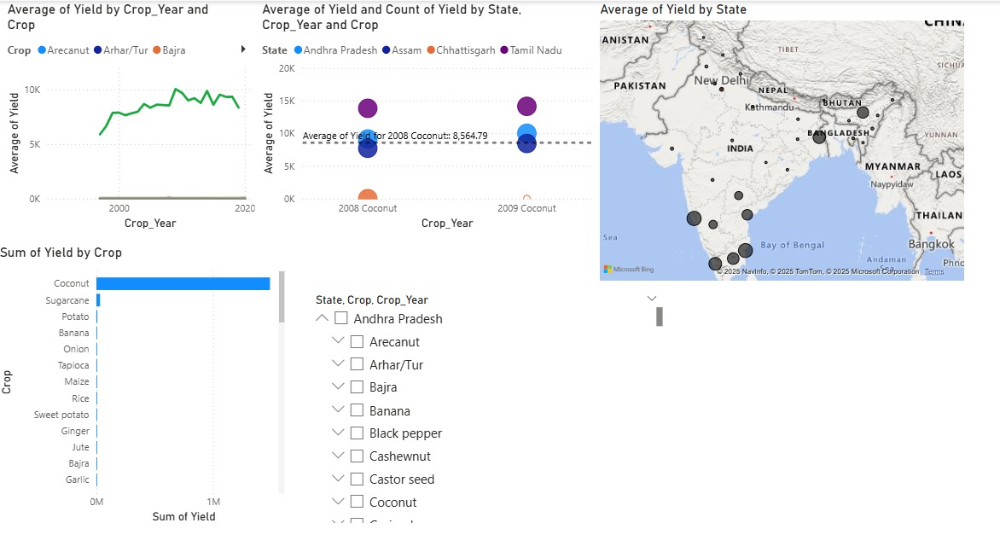 Average of Yield by Crop_Year and
Crop
Crop Arecanut Arhar/Tur Bajra
10K
5K
0K
Average of Yield
2000 2020
Crop_Year
Average of Yield and Count of Yield by State,
Crop_Year and Crop
State Andhra Pradesh Assam Chhattisgarh Tamil Nadu
20K
15K
10K
5K
0K
Average of Yield
Average of Yield for 2008 Coconut:: 8,564.79
2008 Coconut 2009 Coconut
Crop_Year
Average of Yield by State
ANISTAN
CHIN
TIBET
SICHUA
PAKISTAN
New Delhi
NEPAL
Kathmandu
BHUTAN
BANGLADESH
YUNNAN
INDIA
MYANMAR
LAOS
Naypyidaw
THAILAN
Bangkok
Sea
Bay of Bengal
Andaman
Sea
Phno
Microsoft Bing
© 2025 NavInfo, © 2025 TomTom, © 2025 Microsoft Corporation Terms
Sum of Yield by Crop
Crop
Coconut
Sugarcane
Potato
Banana
Onion
Tapioca
Maize
Rice
Sweet potato
Ginger
Jute
Bajra
Garlic
0M 1M
Sum of Yield
State, Crop, Crop_Year
Andhra Pradesh
Arecanut
Arhar/Tur
Bajra
Banana
Black pepper
Cashewnut
Castor seed
Coconut